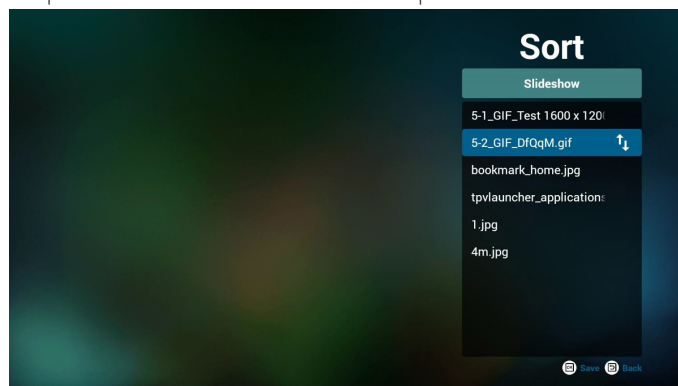 Sort
Slideshow
5-1_GIF_Test 1600 x 120
5-2_GIF_DfQqM.gif
bookmark_home.jpg
tpvlauncher_applications
1.jpg
4m.jpg
Save Back